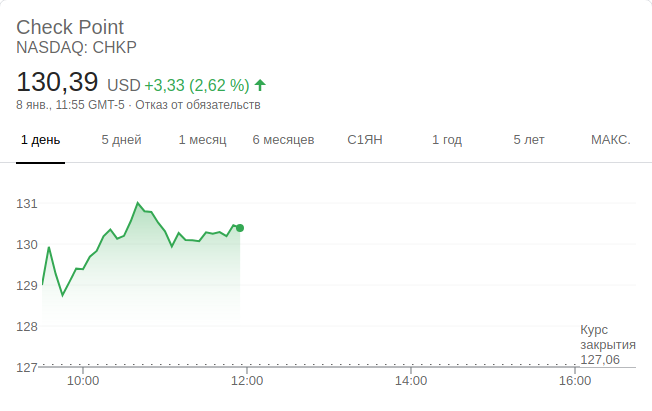 Check Point
NASDAQ: CHKP
130,39 USD +3,33 (2,62 %)
8 янв., 11:55 GMT-5 · Отказ от обязательств
1 день 5 дней 1 месяц 6 месяцев С1ЯН 1 год 5 лет МАКС.
131
130
129
128
127
Курс
закрытия
127,06
10:00 12:00 14:00 16:00